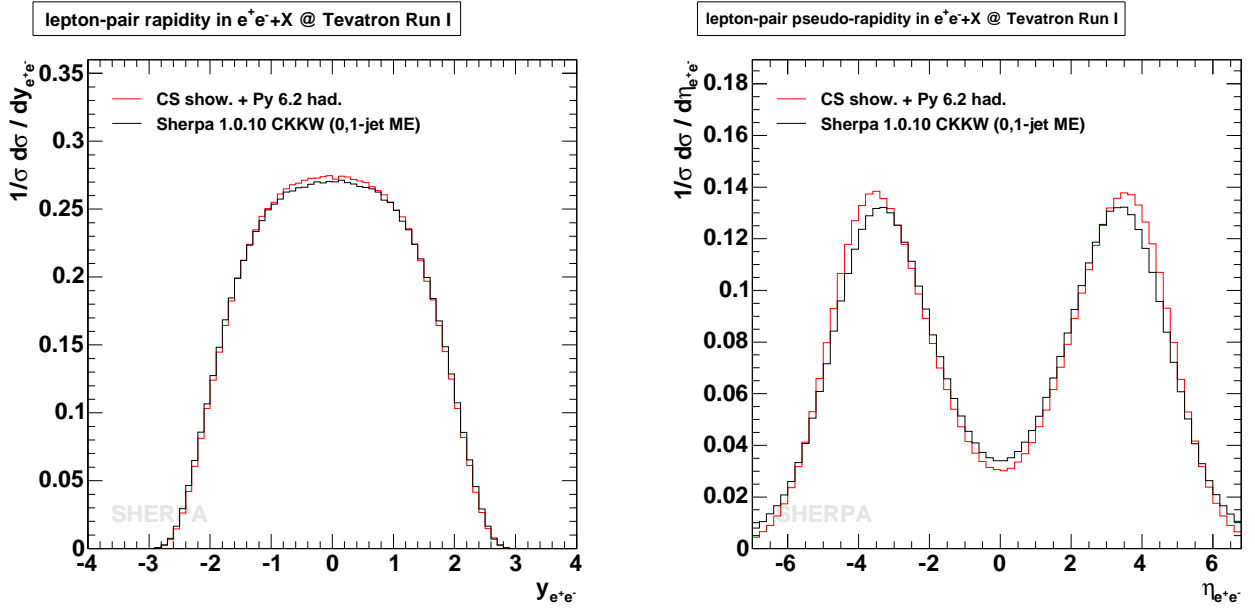 lepton-pair rapidity in e⁺e⁻+X @ Tevatron Run I
1/σ dσ / dy_{e⁺e⁻}
0.35
0.3
0.25
0.2
0.15
0.1
0.05
0
CS show. + Py 6.2 had.
Sherpa 1.0.10 CKKW (0,1-jet ME)
SHERPA
-4 -3 -2 -1 0 1 2 3 4
y_{e⁺e⁻}
lepton-pair pseudo-rapidity in e⁺e⁻+X @ Tevatron Run I
1/σ dσ / dη_{e⁺e⁻}
0.18
0.16
0.14
0.12
0.1
0.08
0.06
0.04
0.02
0
CS show. + Py 6.2 had.
Sherpa 1.0.10 CKKW (0,1-jet ME)
SHERPA
-6 -4 -2 0 2 4 6
η_{e⁺e⁻}